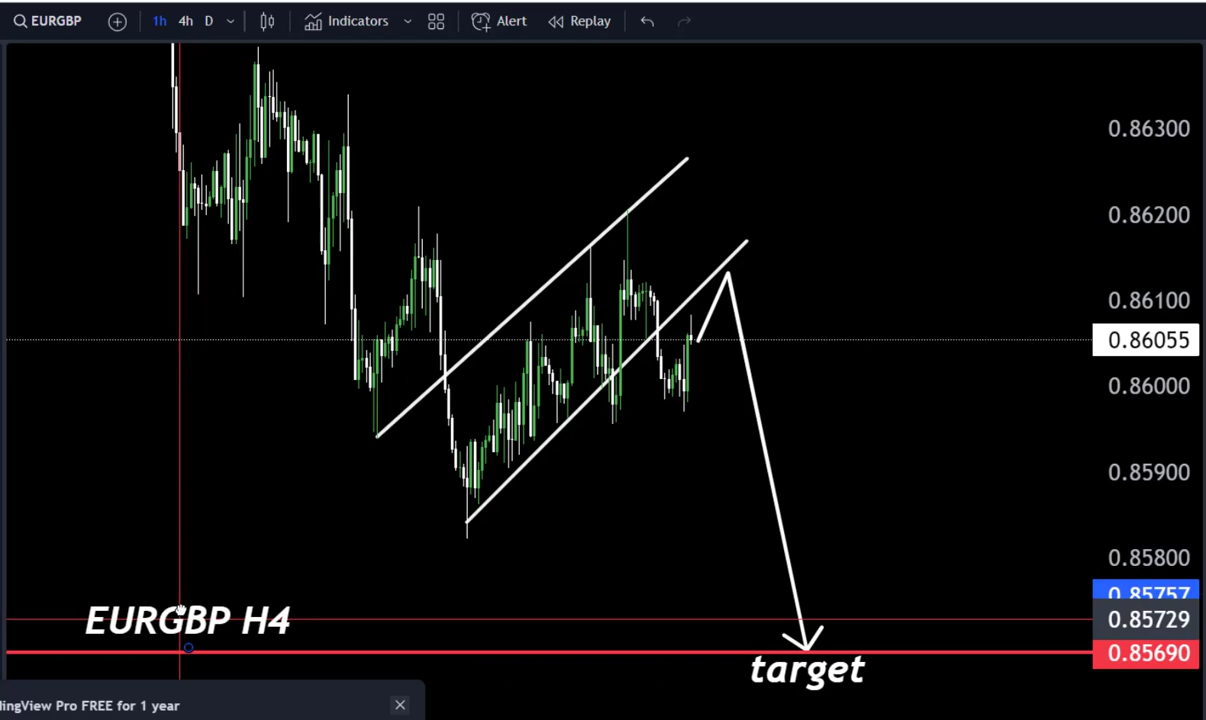 EURGBP 1h 4h D Indicators Alert Replay
0.86300
0.86200
0.86100
0.86055
0.86000
0.85900
0.85800
0.85757
0.85729
EURGBP H4
0.85690
target
dingView Pro FREE for 1 year